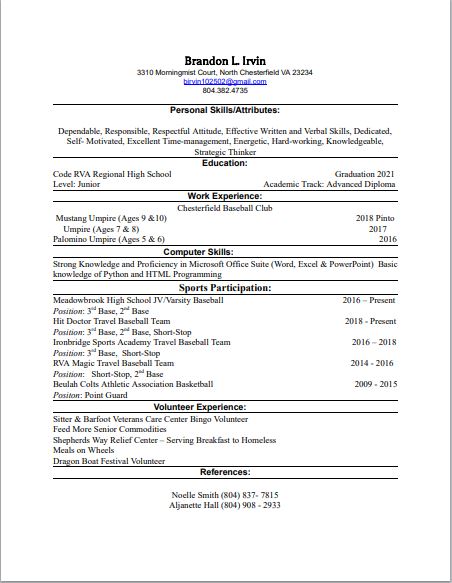 Brandon L. Irvin
3310 Morningmist Court, North Chesterfield VA 23234
birvin102502@gmail.com
804.382.4735
Personal Skills/Attributes:
Dependable, Responsible, Respectful Attitude, Effective Written and Verbal Skills, Dedicated,
Self- Motivated, Excellent Time-management, Energetic, Hard-working, Knowledgeable,
Strategic Thinker
Education:
Code RVA Regional High School Graduation 2021
Level: Junior Academic Track: Advanced Diploma
Work Experience:
Chesterfield Baseball Club
Mustang Umpire (Ages 9 &10) 2018 Pinto
Umpire (Ages 7 & 8) 2017
Palomino Umpire (Ages 5 & 6) 2016
Computer Skills:
Strong Knowledge and Proficiency in Microsoft Office Suite (Word, Excel & PowerPoint) Basic
knowledge of Python and HTML Programming
Sports Participation:
Meadowbrook High School JV/Varsity Baseball 2016 – Present
Position: 3rd Base, 2nd Base
Hit Doctor Travel Baseball Team 2018 - Present
Position: 3rd Base, 2nd Base, Short-Stop
Ironbridge Sports Academy Travel Baseball Team 2016 – 2018
Position: 3rd Base, Short-Stop
RVA Magic Travel Baseball Team 2014 - 2016
Position: Short-Stop, 2nd Base
Beulah Colts Athletic Association Basketball 2009 - 2015
Positon: Point Guard
Volunteer Experience:
Sitter & Barfoot Veterans Care Center Bingo Volunteer
Feed More Senior Commodities
Shepherds Way Relief Center – Serving Breakfast to Homeless
Meals on Wheels
Dragon Boat Festival Volunteer
References:
Noelle Smith (804) 837- 7815
Aljanette Hall (804) 908 - 2933